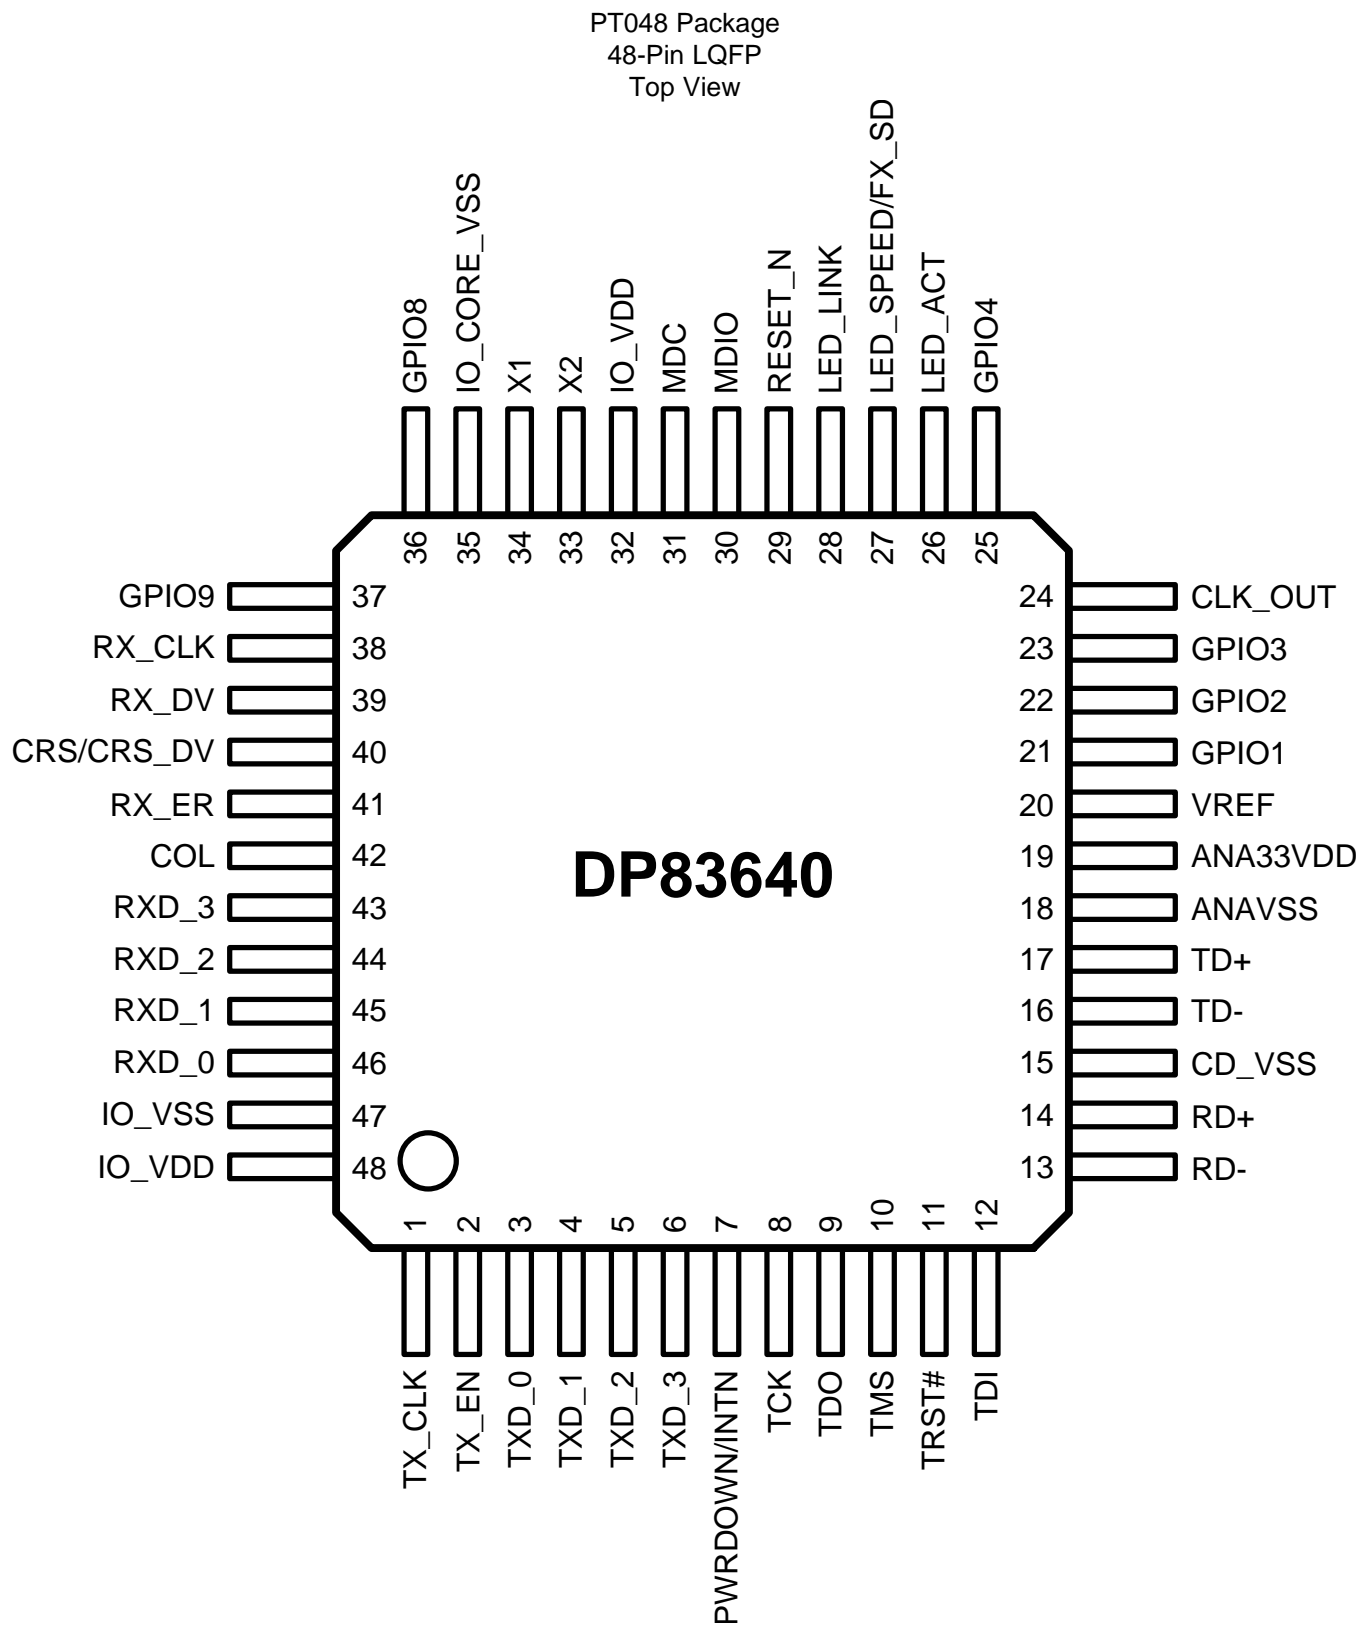 PT048 Package
48-Pin LQFP
Top View
GPIO8
IO_CORE_VSS
X1
X2
IO_VDD
MDC
MDIO
RESET_N
LED_LINK
LED_SPEED/FX_SD
LED_ACT
GPIO4
36 35 34 33 32 31 30 29 28 27 26 25
GPIO9 37 24 CLK_OUT
RX_CLK 38 23 GPIO3
RX_DV 39 22 GPIO2
CRS/CRS_DV 40 21 GPIO1
RX_ER 41 20 VREF
COL 42 19 ANA33VDD
DP83640
RXD_3 43 18 ANAVSS
RXD_2 44 17 TD+
RXD_1 45 16 TD-
RXD_0 46 15 CD_VSS
IO_VSS 47 14 RD+
IO_VDD 48 13 RD-
1 2 3 4 5 6 7 8 9 10 11 12
TX_CLK
TX_EN
TXD_0
TXD_1
TXD_2
TXD_3
PWRDOWN/INTN
TCK
TDO
TMS
TRST#
TDI